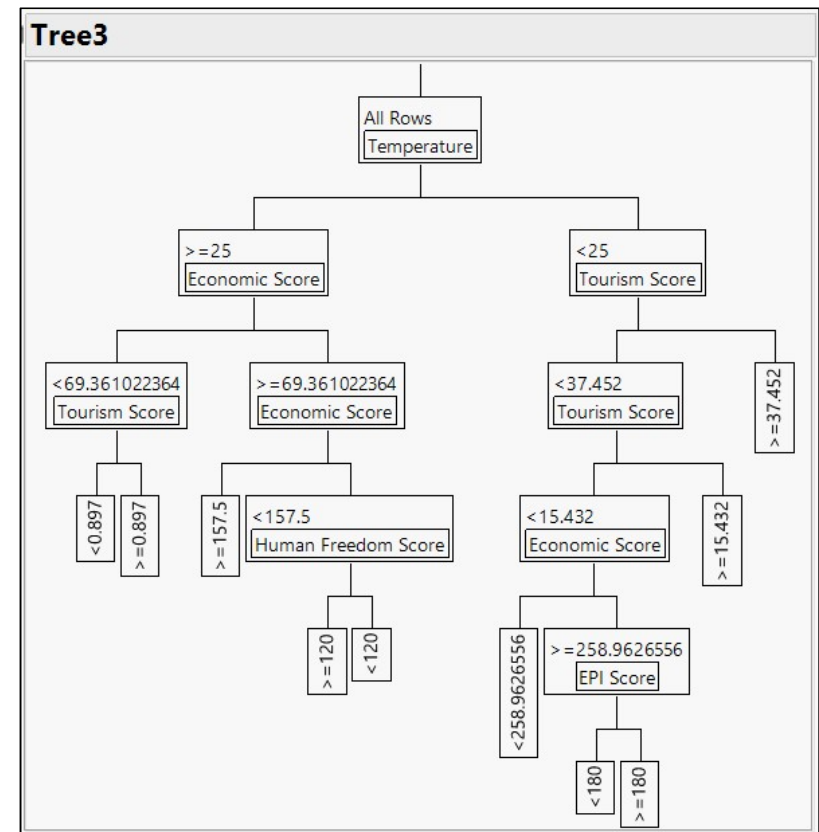 Tree3
All Rows
Temperature
>=25
Economic Score
<25
Tourism Score
<69.361022364
Tourism Score
>=69.361022364
Economic Score
<37.452
Tourism Score
>=37.452
<0.897
>=0.897
>=157.5
<157.5
Human Freedom Score
<15.432
Economic Score
>=15.432
>=120
<120
<258.9626556
>=258.9626556
EPI Score
<180
>=180